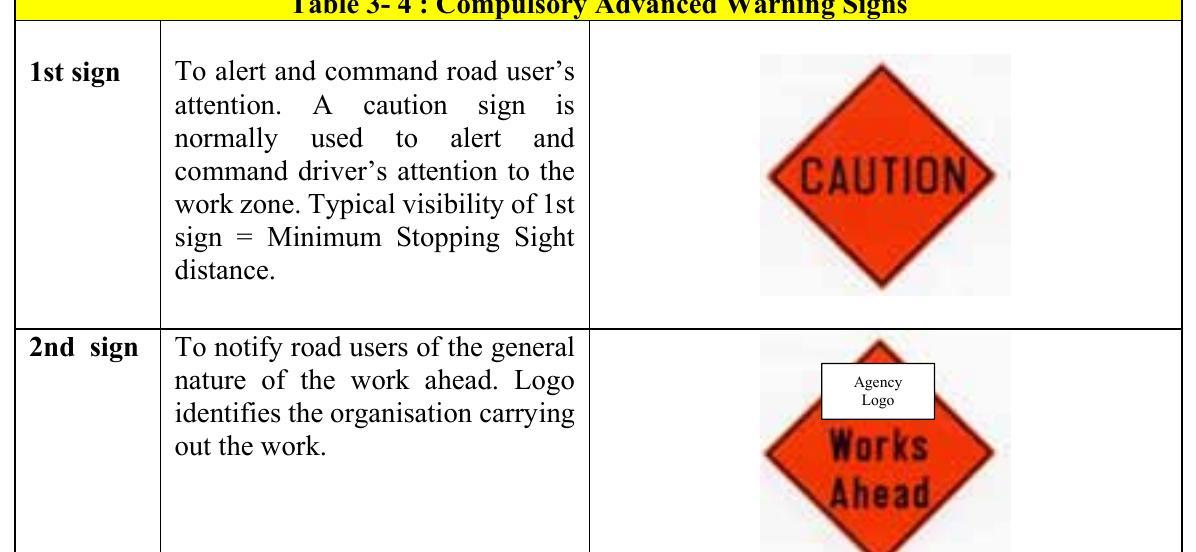 Table 3- 4 : Compulsory Advanced Warning Signs
1st sign
To alert and command road user's
attention. A caution sign is
normally used to alert and
command driver's attention to the
work zone. Typical visibility of 1st
sign = Minimum Stopping Sight
distance.
CAUTION
2nd sign
To notify road users of the general
nature of the work ahead. Logo
identifies the organisation carrying
out the work.
Agency
Logo
Works
Ahead